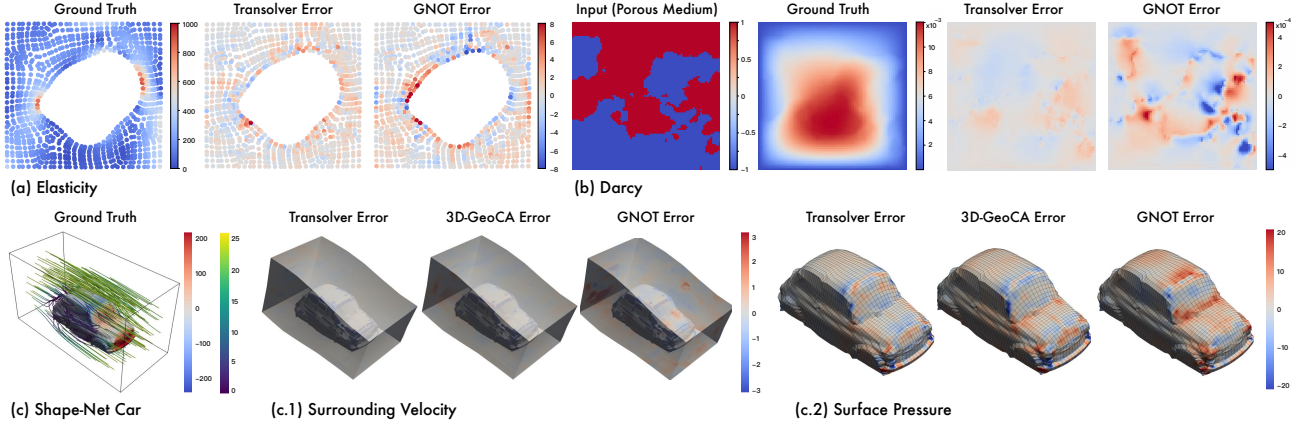 Ground Truth
Transolver Error
GNOT Error
Input (Porous Medium)
Ground Truth
Transolver Error
GNOT Error
1000
800
600
400
200
0
8
6
4
2
0
−2
−4
−6
−8
1
0.5
0
−0.5
−1
x10
−3
10
8
6
4
2
x10
−4
4
2
0
−2
−4
(a) Elasticity
(b) Darcy
Ground Truth
Transolver Error
3D-GeoCA Error
GNOT Error
Transolver Error
3D-GeoCA Error
GNOT Error
200
100
0
−100
−200
25
20
15
10
5
0
3
2
1
0
−1
−2
−3
20
10
0
−10
−20
(c) Shape-Net Car
(c.1) Surrounding Velocity
(c.2) Surface Pressure